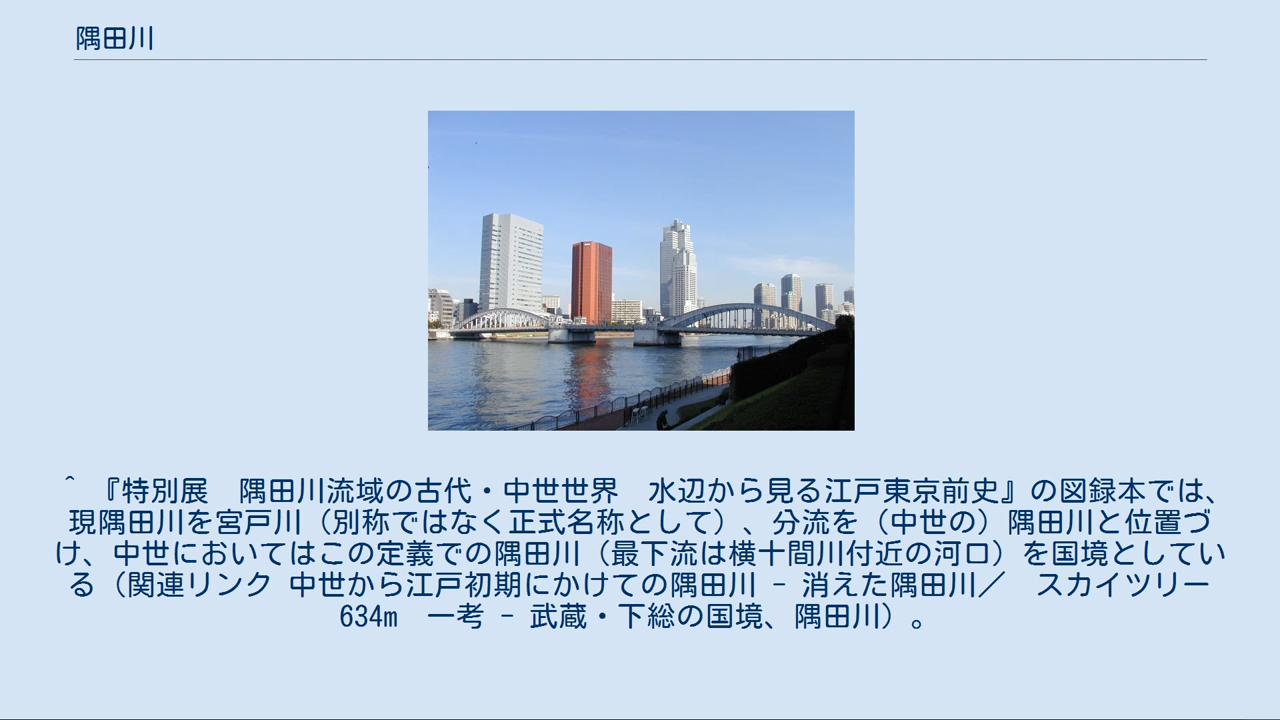 隅田川
^ 『特別展　隅田川流域の古代・中世世界　水辺から見る江戸東京前史』の図録本では、
現隅田川を宮戸川（別称ではなく正式名称として）、分流を（中世の）隅田川と位置づ
け、中世においてはこの定義での隅田川（最下流は横十間川付近の河口）を国境としてい
る（関連リンク 中世から江戸初期にかけての隅田川 - 消えた隅田川／　スカイツリー
634m　一考 - 武蔵・下総の国境、隅田川）。